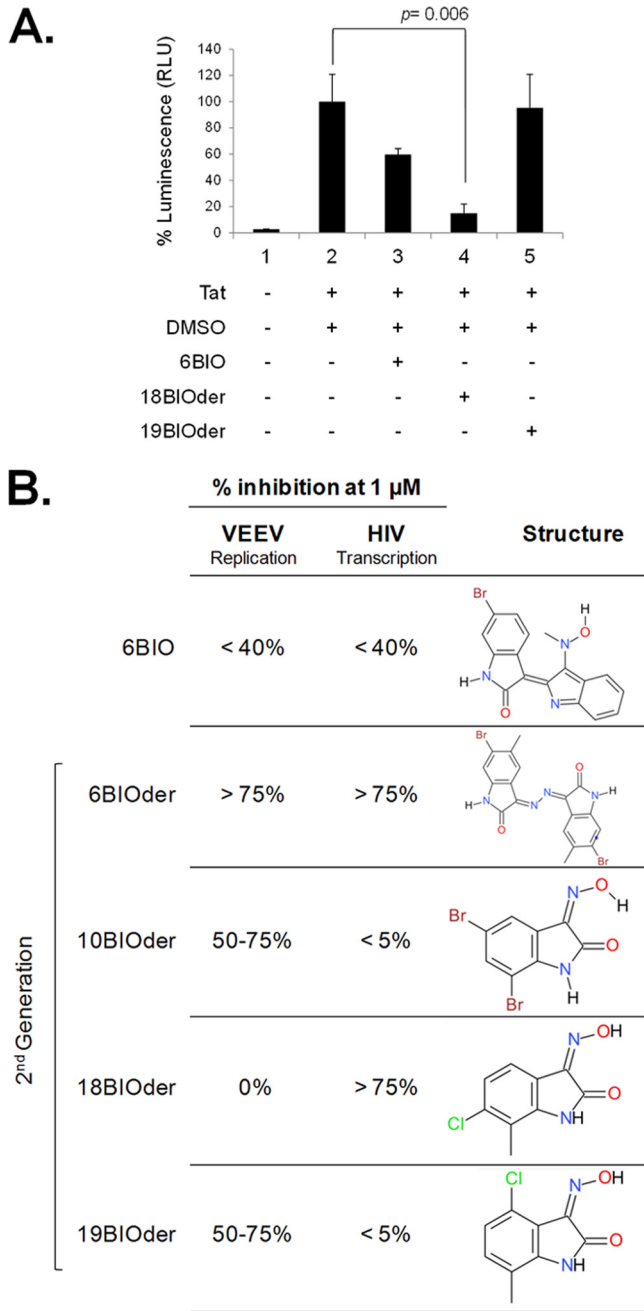 A.
p= 0.006
% Luminescence (RLU)
140
120
100
80
60
40
20
0
1 2 3 4 5
Tat - + + + +
DMSO - + + + +
6BIO - - + - -
18BIOder - - - + -
19BIOder - - - - +
B.
% inhibition at 1 µM
VEEV HIV Structure
Replication Transcription
6BIO < 40% < 40%
Br
H
O
N
H N
O
N
2nd Generation
6BIOder > 75% > 75%
Br
O
N H
N N
H N
O
Br
10BIOder 50-75% < 5%
N O
H
Br
O
N
Br H
18BIOder 0% > 75%
N OH
O
Cl NH
19BIOder 50-75% < 5%
Cl
N OH
O
NH